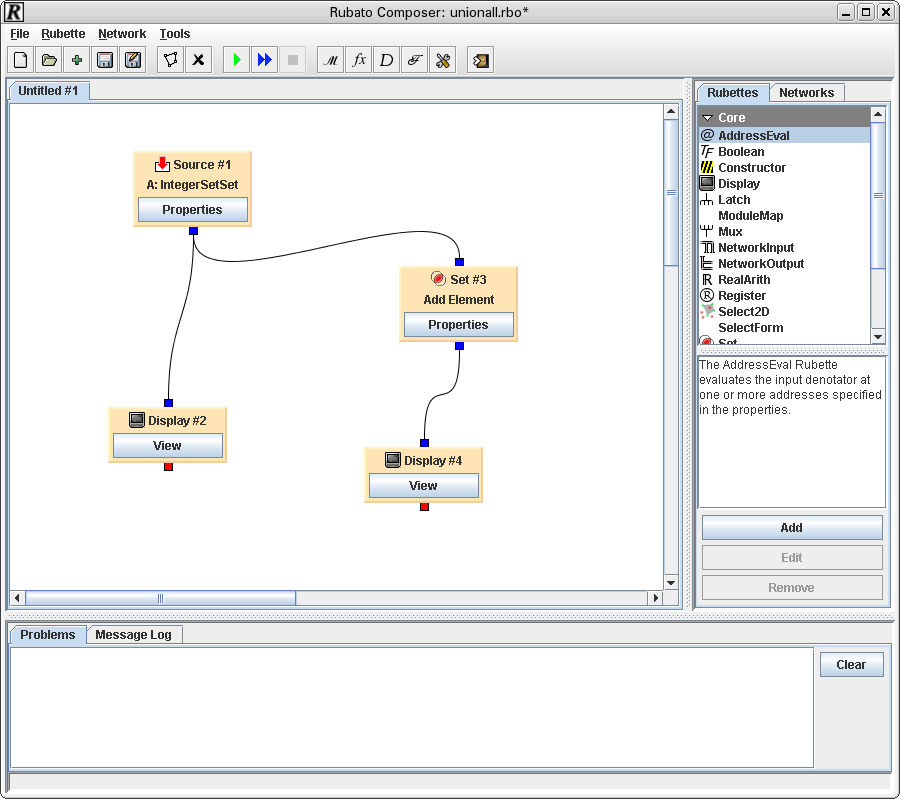 R Rubato Composer: unionall.rbo*
File Rubette Network Tools
M fx D F
Untitled #1
Source #1
A: IntegerSetSet
Properties
Set #3
Add Element
Properties
Display #2
View
Display #4
View
Rubettes Networks
Core
@ AddressEval
TF Boolean
Constructor
Display
Latch
ModuleMap
Mux
NetworkInput
NetworkOutput
R RealArith
R Register
Select2D
SelectForm
Set
The AddressEval Rubette
evaluates the input denotator at
one or more addresses specified
in the properties.
Add
Edit
Remove
Problems Message Log
Clear